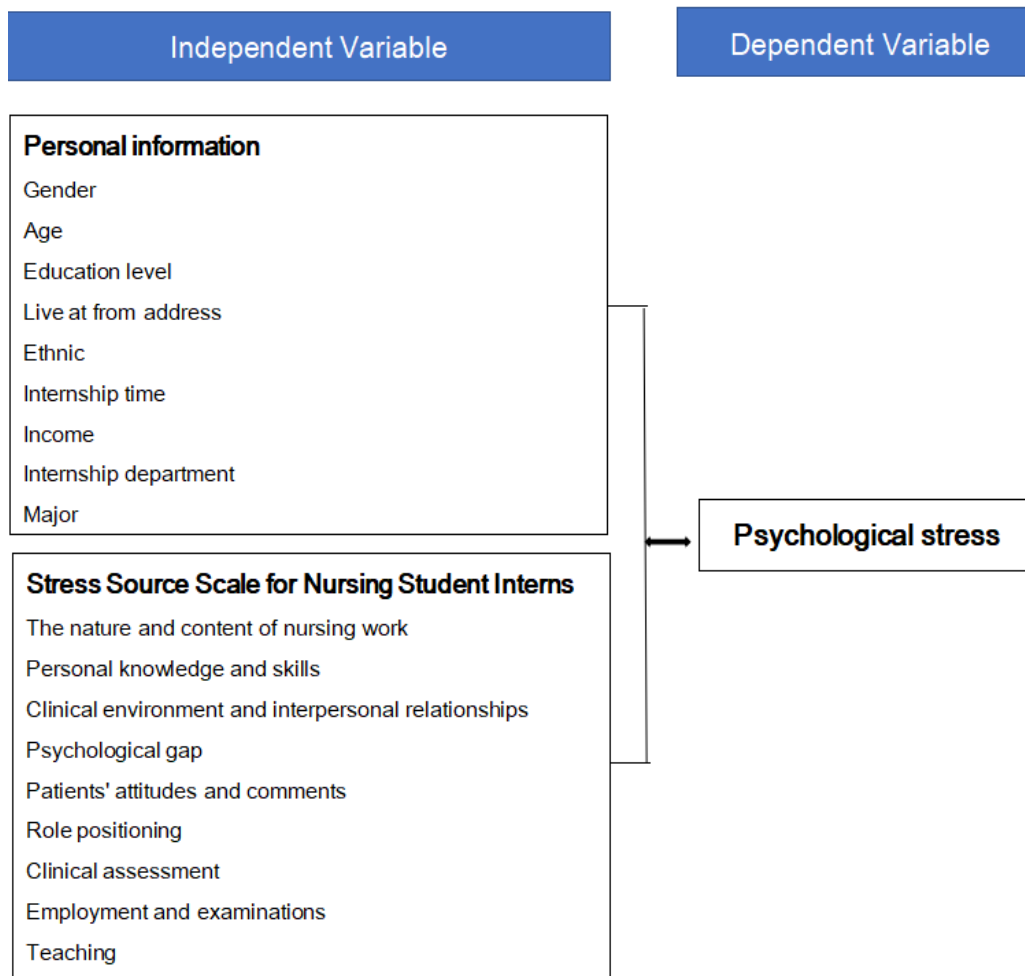 Independent Variable
Dependent Variable
Personal information
Gender
Age
Education level
Live at from address
Ethnic
Internship time
Income
Internship department
Major
Psychological stress
Stress Source Scale for Nursing Student Interns
The nature and content of nursing work
Personal knowledge and skills
Clinical environment and interpersonal relationships
Psychological gap
Patients' attitudes and comments
Role positioning
Clinical assessment
Employment and examinations
Teaching